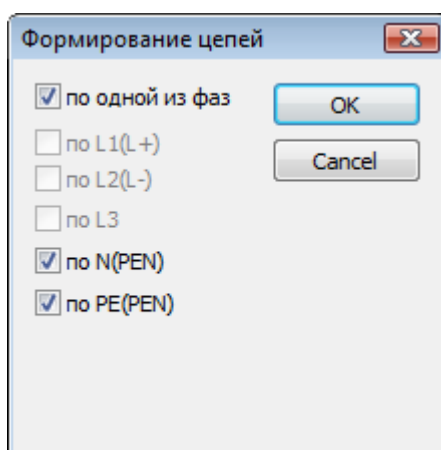 Формирование цепей
по одной из фаз
OK
по L1(L+)
по L2(L-)
Cancel
по L3
по N(PEN)
по PE(PEN)